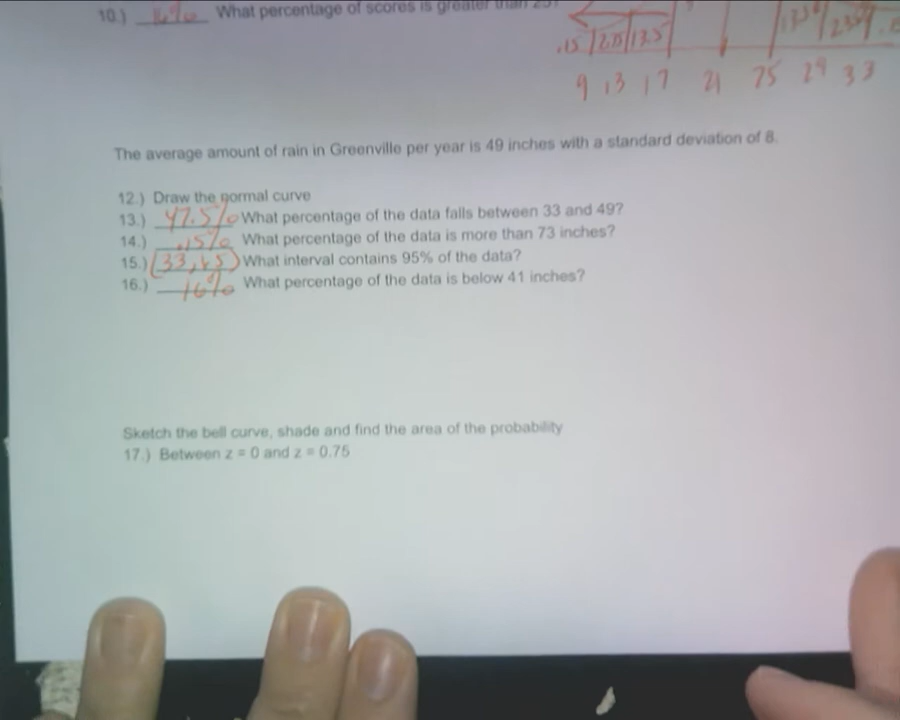 10.) 16% What percentage of scores is greater than 25?
.15 2.35 13.5 13.5 2.35
9 13 17 21 25 29 33
The average amount of rain in Greenville per year is 49 inches with a standard deviation of 8.
12.) Draw the normal curve
13.) 47.5% What percentage of the data falls between 33 and 49?
14.) .15% What percentage of the data is more than 73 inches?
15.) (33, 65) What interval contains 95% of the data?
16.) 16% What percentage of the data is below 41 inches?
Sketch the bell curve, shade and find the area of the probability
17.) Between z = 0 and z = 0.75